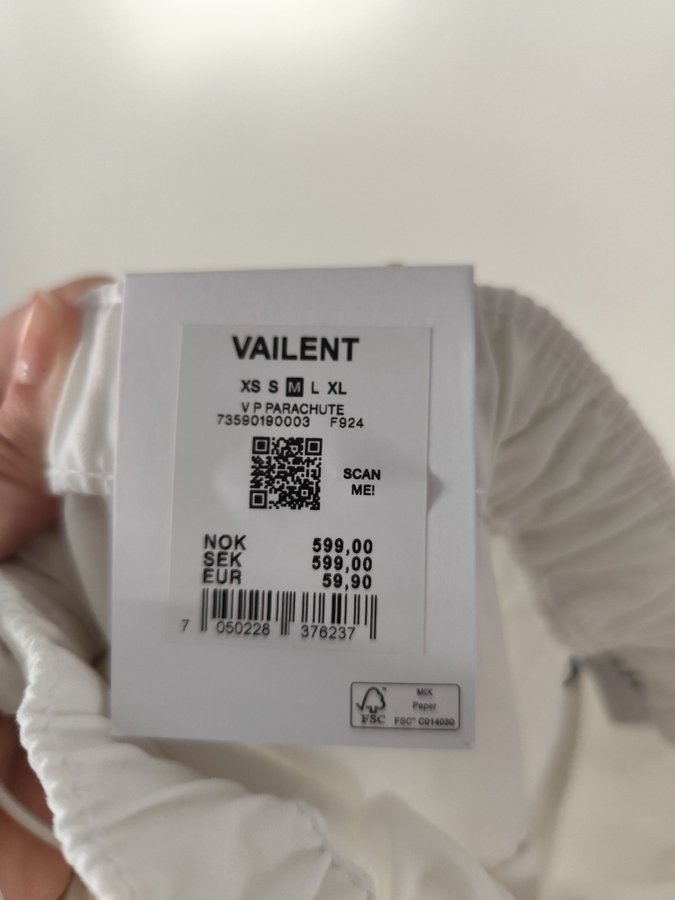 VAILENT
XS S M L XL
V P PARACHUTE
73590190003 F924
SCAN
ME!
NOK 599,00
SEK 599,00
EUR 59,90
7 050228 376237
FSC
MIX
Paper
FSC® C014030